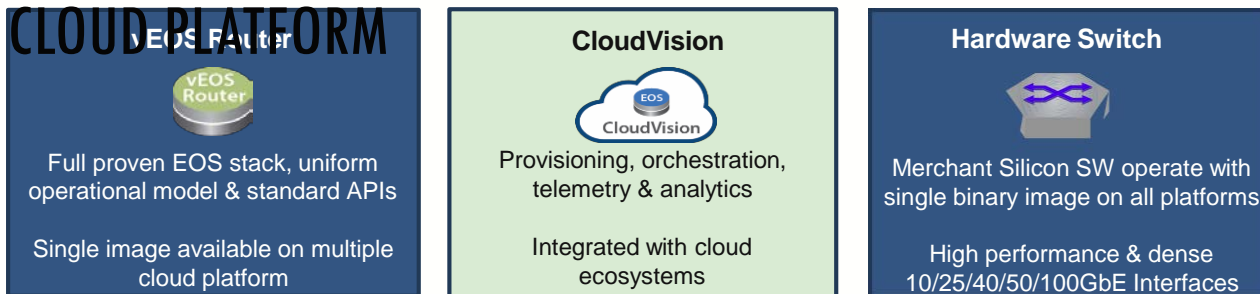 CLOUD PLATFORM
vEOS Router
vEOS
Router
Full proven EOS stack, uniform
operational model & standard APIs
Single image available on multiple
cloud platform
CloudVision
EOS
CloudVision
Provisioning, orchestration,
telemetry & analytics
Integrated with cloud
ecosystems
Hardware Switch
Merchant Silicon SW operate with
single binary image on all platforms
High performance & dense
10/25/40/50/100GbE Interfaces